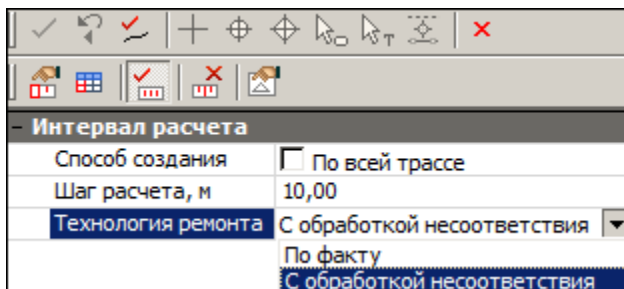 Интервал расчета
Способ создания По всей трассе
Шаг расчета, м 10,00
Технология ремонта С обработкой несоответствия
По факту
С обработкой несоответствия